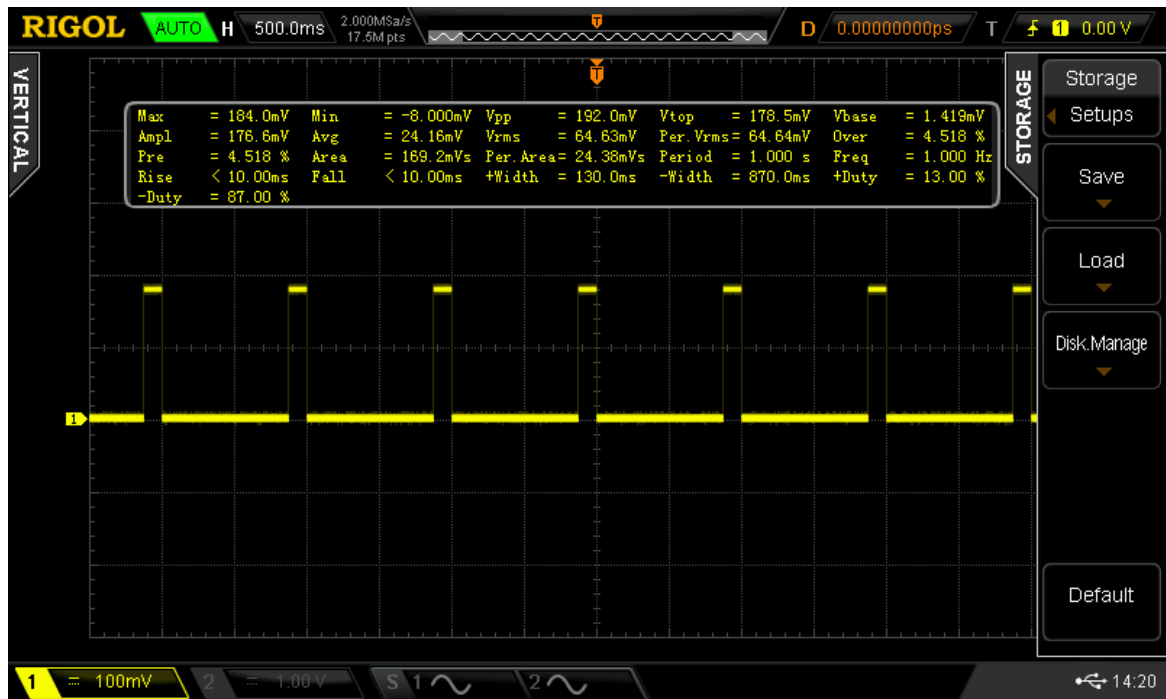 RIGOL AUTO H 500.0ms 2.000MSa/s 17.5M pts T D 0.00000000ps T 1 0.00 V
VERTICAL
T
STORAGE
Storage
Setups
Save
Load
Disk.Manage
Default
Max = 184.0mV Min = -8.000mV Vpp = 192.0mV Vtop = 178.5mV Vbase = 1.419mV
Ampl = 176.6mV Avg = 24.16mV Vrms = 64.63mV Per.Vrms= 64.64mV Over = 4.518 %
Pre = 4.518 % Area = 169.2mVs Per.Area= 24.38mVs Period = 1.000 s Freq = 1.000 Hz
Rise < 10.00ms Fall < 10.00ms +Width = 130.0ms -Width = 870.0ms +Duty = 13.00 %
-Duty = 87.00 %
1
1 = 100mV 2 = 1.00 V S 1 2 14:20